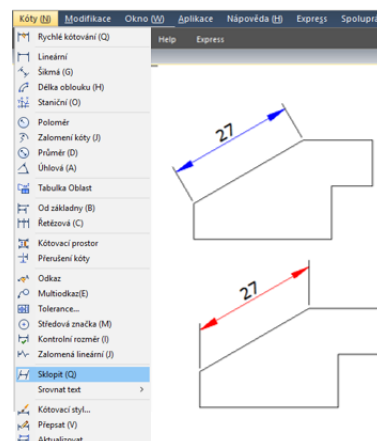 Kóty (N) Modifikace Okno (W) Aplikace Nápověda (H) Express Spoluprá
Help Express
Rychlé kótování (Q)
Lineární
Šikmá (G)
Délka oblouku (H)
Staniční (O)
Poloměr
Zalomení kóty (J)
Průměr (D)
Úhlová (A)
Tabulka Oblast
Od základny (B)
Řetězová (C)
Kótovací prostor
Přerušení kóty
Odkaz
Multiodkaz(E)
Tolerance...
Středová značka (M)
Kontrolní rozměr (I)
Zalomená lineární (J)
Sklopit (Q)
Srovnat text
Kótovací styl...
Přepsat (V)
Aktualizovat
27
27